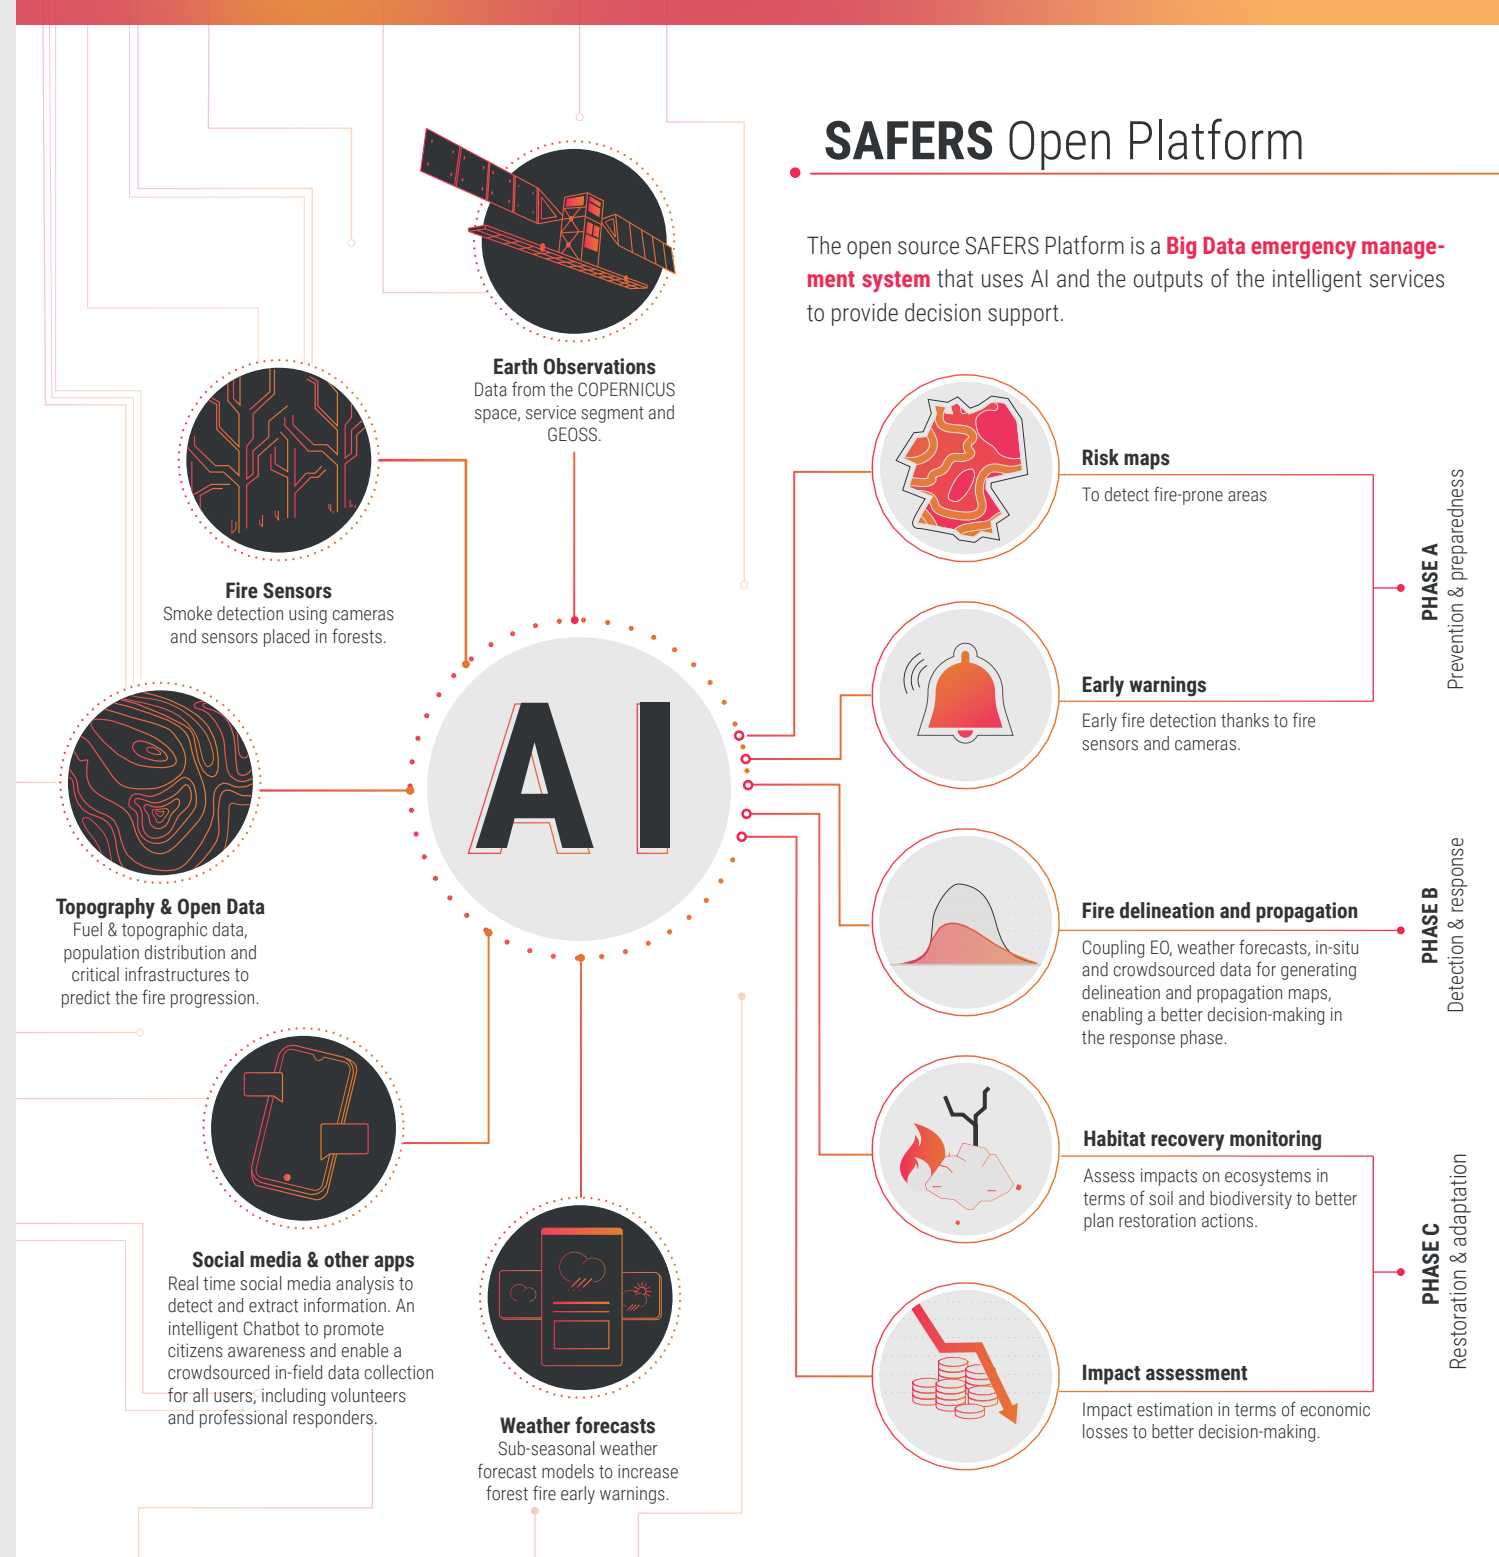 SAFERS Open Platform
The open source SAFERS Platform is a Big Data emergency manage-
ment system that uses AI and the outputs of the intelligent services
to provide decision support.
Earth Observations
Data from the COPERNICUS
space, service segment and
GEOSS.
Fire Sensors
Smoke detection using cameras
and sensors placed in forests.
Topography & Open Data
Fuel & topographic data,
population distribution and
critical infrastructures to
predict the fire progression.
Social media & other apps
Real time social media analysis to
detect and extract information. An
intelligent Chatbot to promote
citizens awareness and enable a
crowdsourced in-field data collection
for all users, including volunteers
and professional responders.
Weather forecasts
Sub-seasonal weather
forecast models to increase
forest fire early warnings.
AI
Risk maps
To detect fire-prone areas
Early warnings
Early fire detection thanks to fire
sensors and cameras.
PHASE A
Prevention & preparedness
Fire delineation and propagation
Coupling EO, weather forecasts, in-situ
and crowdsourced data for generating
delineation and propagation maps,
enabling a better decision-making in
the response phase.
PHASE B
Detection & response
Habitat recovery monitoring
Assess impacts on ecosystems in
terms of soil and biodiversity to better
plan restoration actions.
Impact assessment
Impact estimation in terms of economic
losses to better decision-making.
PHASE C
Restoration & adaptation